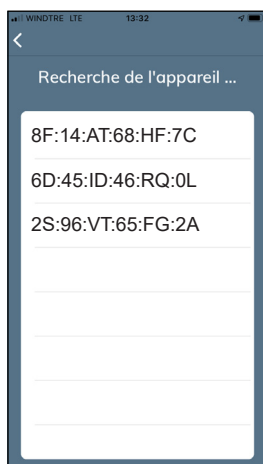 WINDTRE LTE 13:32
Recherche de l'appareil ...
8F:14:AT:68:HF:7C
6D:45:ID:46:RQ:0L
2S:96:VT:65:FG:2A